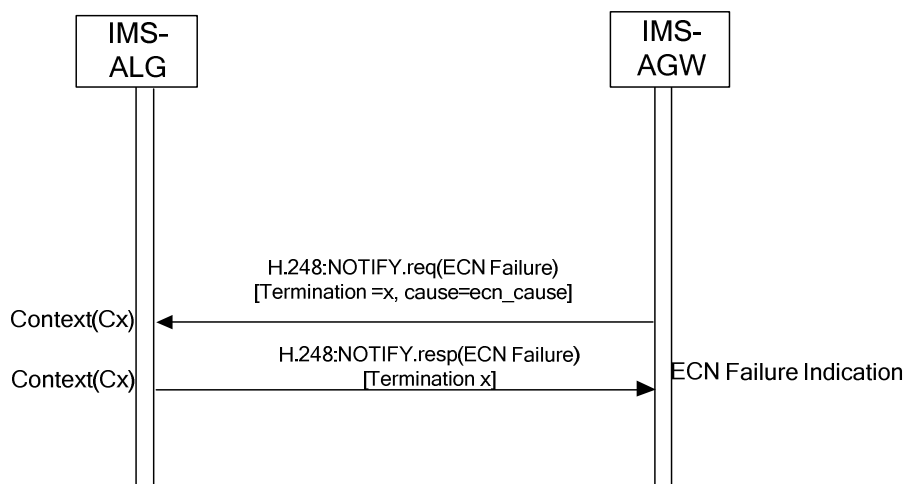 IMS-
ALG
IMS-
AGW
H.248:NOTIFY.req(ECN Failure)
[Termination =x, cause=ecn_cause]
Context(Cx)
H.248:NOTIFY.resp(ECN Failure)
[Termination x]
Context(Cx)
ECN Failure Indication